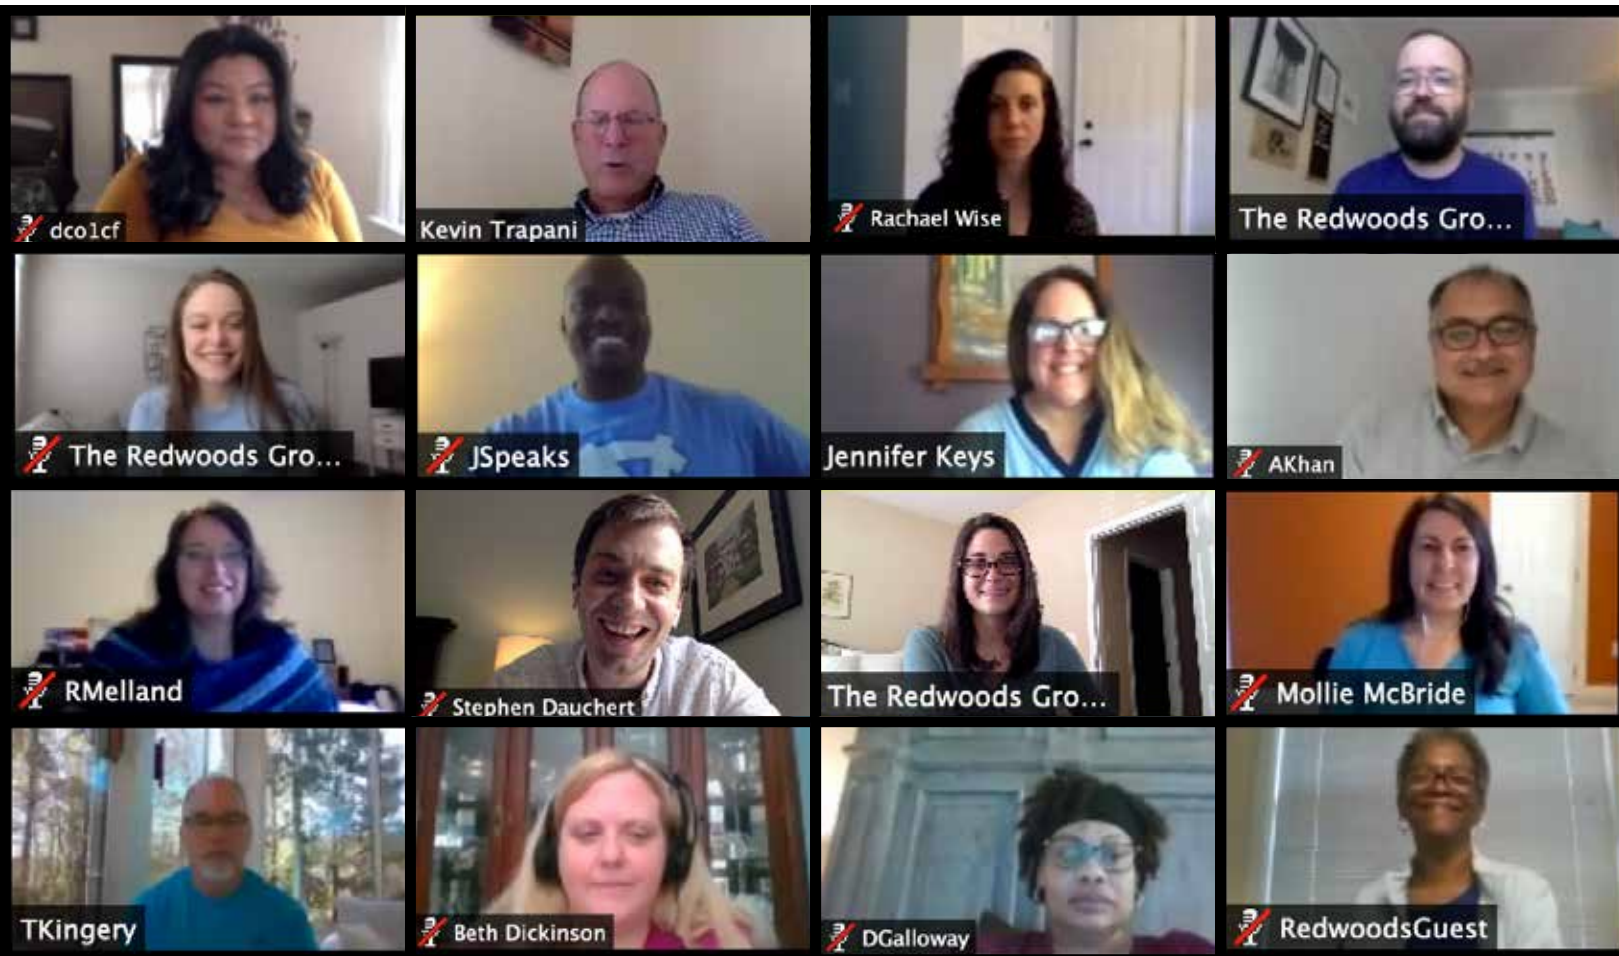 dco1cf
Kevin Trapani
Rachael Wise
The Redwoods Gro...
The Redwoods Gro...
JSpeaks
Jennifer Keys
AKhan
RMelland
Stephen Dauchert
The Redwoods Gro...
Mollie McBride
TKingery
Beth Dickinson
DGalloway
RedwoodsGuest